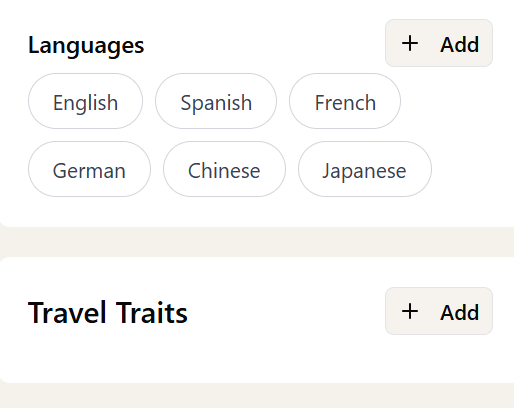 Languages
+ Add
English Spanish French
German Chinese Japanese
Travel Traits
+ Add